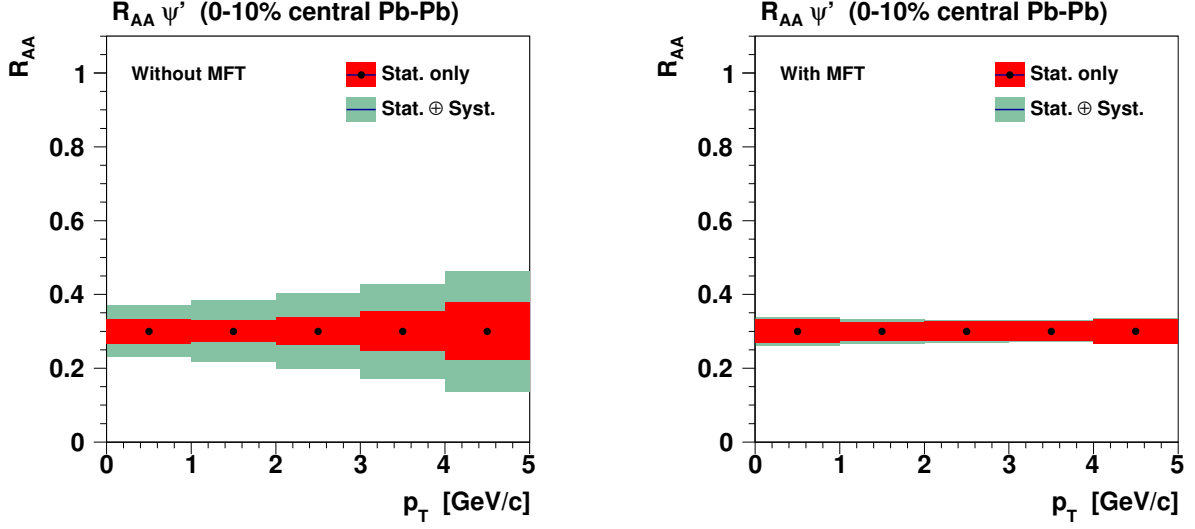 R_AA ψ' (0-10% central Pb-Pb)
R_AA
Without MFT
Stat. only
Stat. ⊕ Syst.
1
0.8
0.6
0.4
0.2
0
0 1 2 3 4 5
p_T [GeV/c]
R_AA ψ' (0-10% central Pb-Pb)
R_AA
With MFT
Stat. only
Stat. ⊕ Syst.
1
0.8
0.6
0.4
0.2
0
0 1 2 3 4 5
p_T [GeV/c]